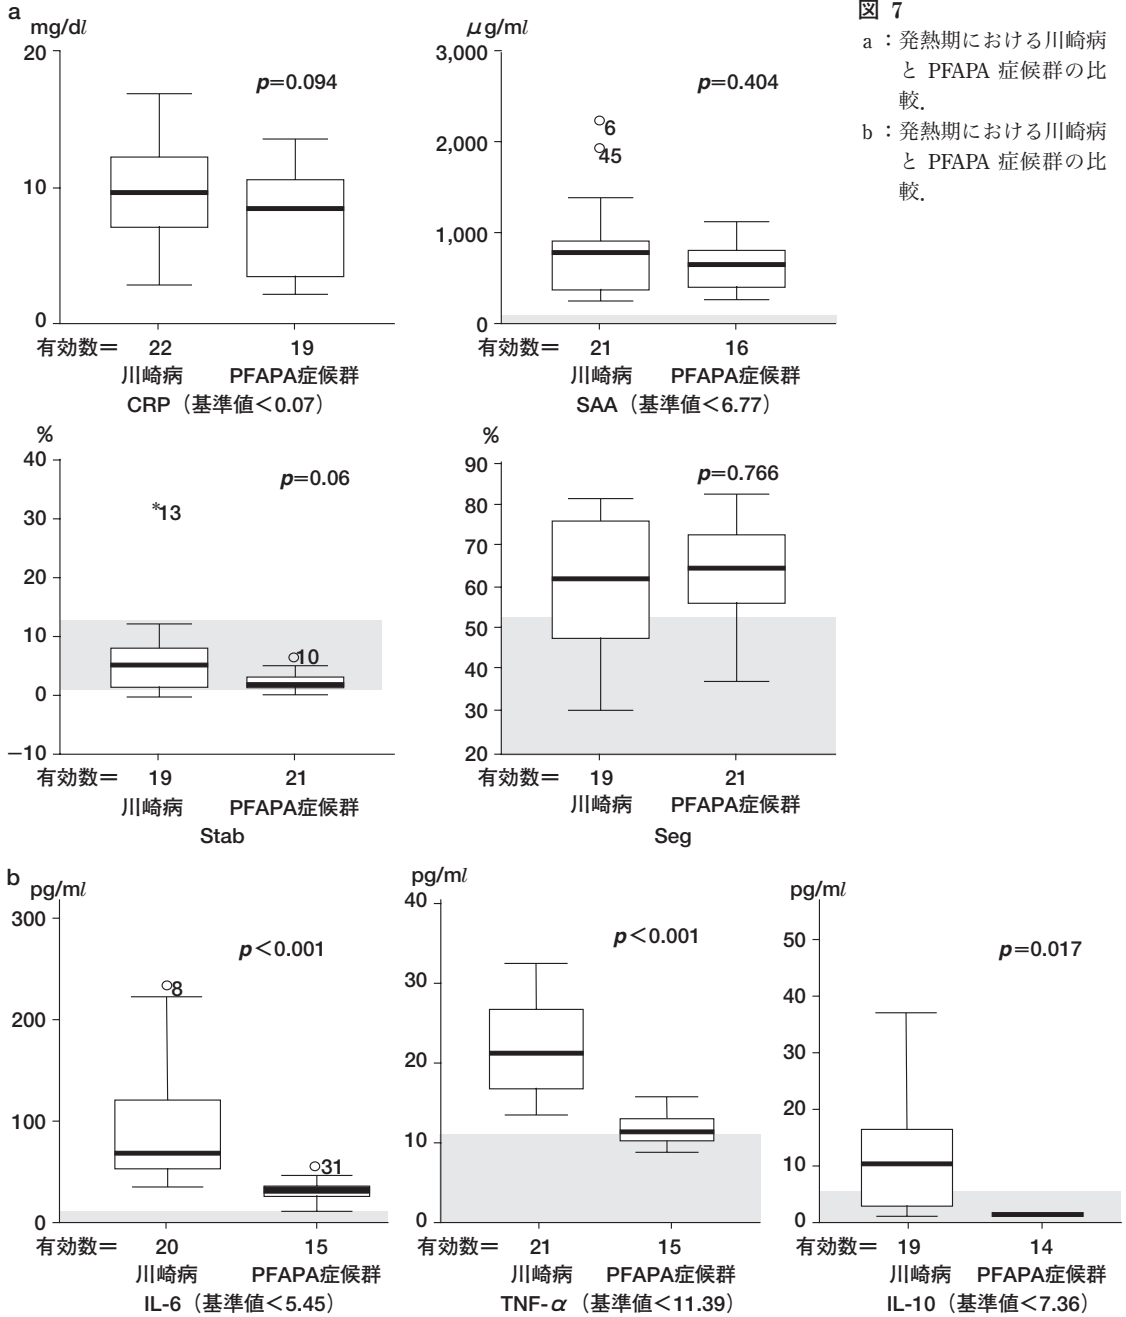 図 7
a：発熱期における川崎病
と PFAPA 症候群の比
較．
b：発熱期における川崎病
と PFAPA 症候群の比
較．
a
mg/dl
20
10
0
p=0.094
有効数＝ 22 19
川崎病 PFAPA症候群
CRP（基準値＜0.07）
μg/ml
3,000
2,000
1,000
0
p=0.404
6
45
有効数＝ 21 16
川崎病 PFAPA症候群
SAA（基準値＜6.77）
%
40
30
20
10
0
−10
p=0.06
*13
10
有効数＝ 19 21
川崎病 PFAPA症候群
Stab
%
90
80
70
60
50
40
30
20
p=0.766
有効数＝ 19 21
川崎病 PFAPA症候群
Seg
b
pg/ml
300
200
100
0
p＜0.001
8
31
有効数＝ 20 15
川崎病 PFAPA症候群
IL-6（基準値＜5.45）
pg/ml
40
30
20
10
0
p＜0.001
有効数＝ 21 15
川崎病 PFAPA症候群
TNF-α（基準値＜11.39）
pg/ml
50
40
30
20
10
0
p=0.017
有効数＝ 19 14
川崎病 PFAPA症候群
IL-10（基準値＜7.36）